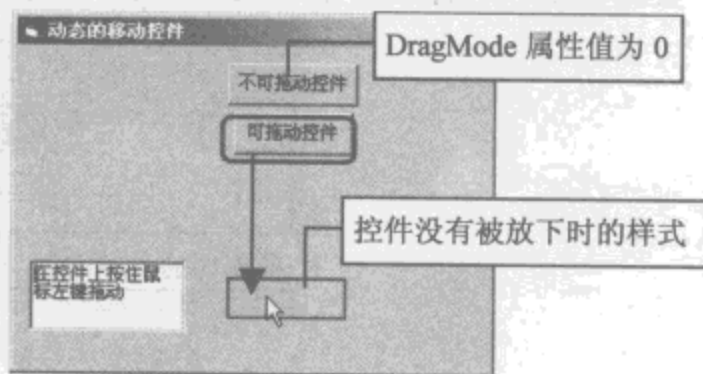 动态的移动控件
DragMode 属性值为 0
不可拖动控件
可拖动控件
控件没有被放下时的样式
在控件上按住鼠
标左键拖动